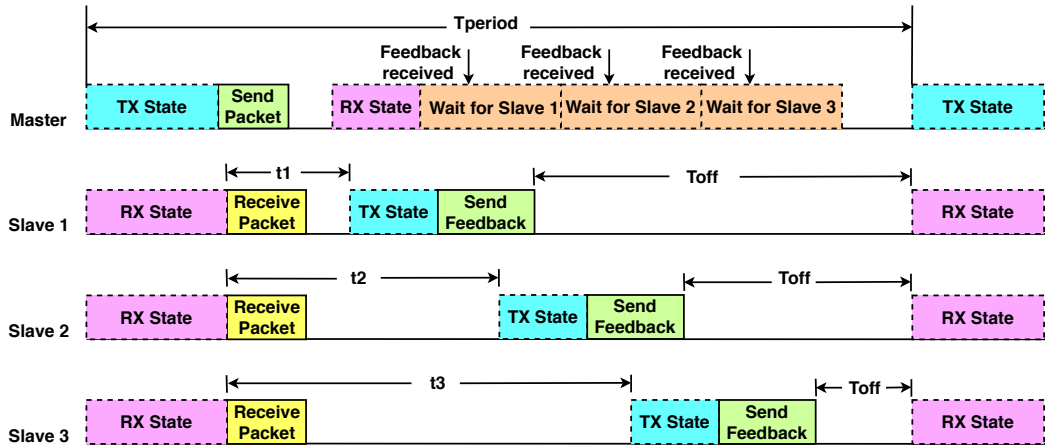 Tperiod
Feedback received
Feedback received
Feedback received
Master
TX State
Send Packet
RX State
Wait for Slave 1
Wait for Slave 2
Wait for Slave 3
TX State
Slave 1
RX State
Receive Packet
t1
TX State
Send Feedback
Toff
RX State
Slave 2
RX State
Receive Packet
t2
TX State
Send Feedback
Toff
RX State
Slave 3
RX State
Receive Packet
t3
TX State
Send Feedback
Toff
RX State